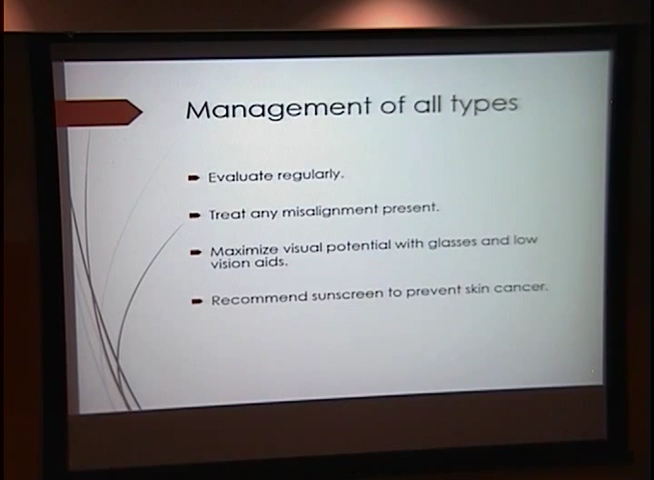 Management of all types
Evaluate regularly.
Treat any misalignment present.
Maximize visual potential with glasses and low
vision aids.
Recommend sunscreen to prevent skin cancer.